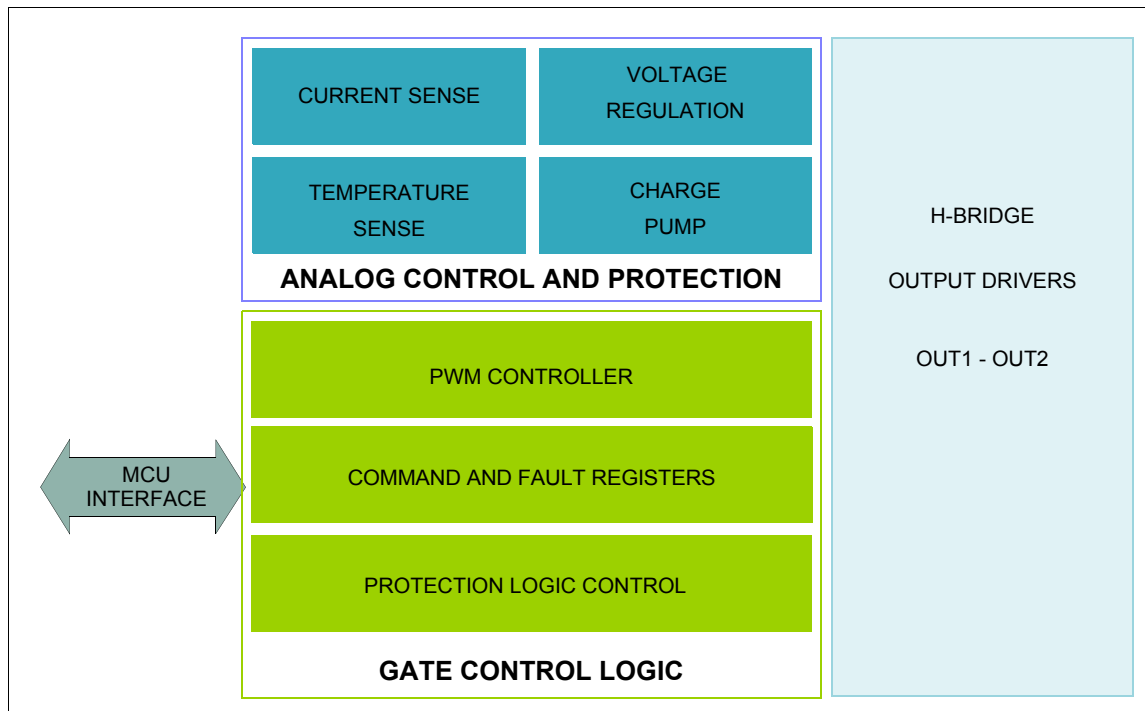 CURRENT SENSE
VOLTAGE
REGULATION
TEMPERATURE
SENSE
CHARGE
PUMP
ANALOG CONTROL AND PROTECTION
PWM CONTROLLER
COMMAND AND FAULT REGISTERS
PROTECTION LOGIC CONTROL
GATE CONTROL LOGIC
MCU
INTERFACE
H-BRIDGE
OUTPUT DRIVERS
OUT1 - OUT2